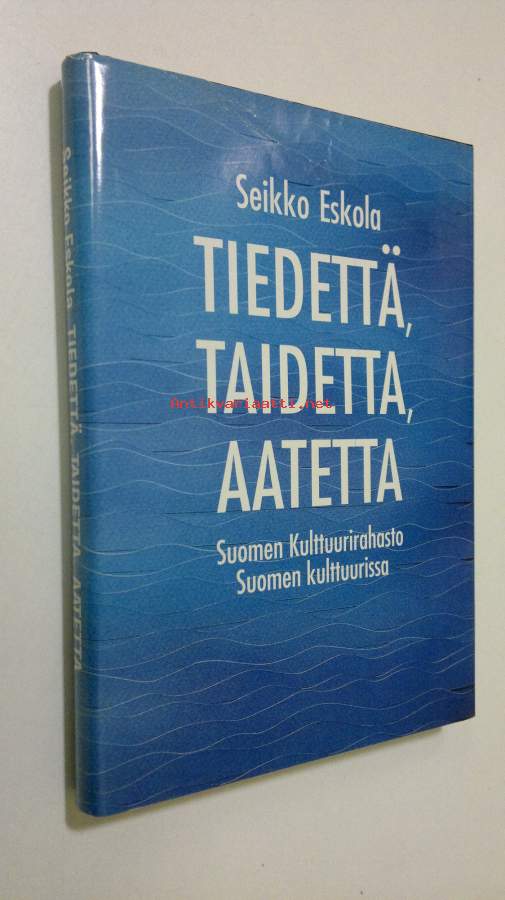 Seikko Eskola
TIEDETTÄ,
TAIDETTA,
Antikvariaatti.net
AATETTA
Suomen Kulttuurirahasto
Suomen kulttuurissa
Seikko Eskola TIEDETTÄ, TAIDETTA, AATETTA